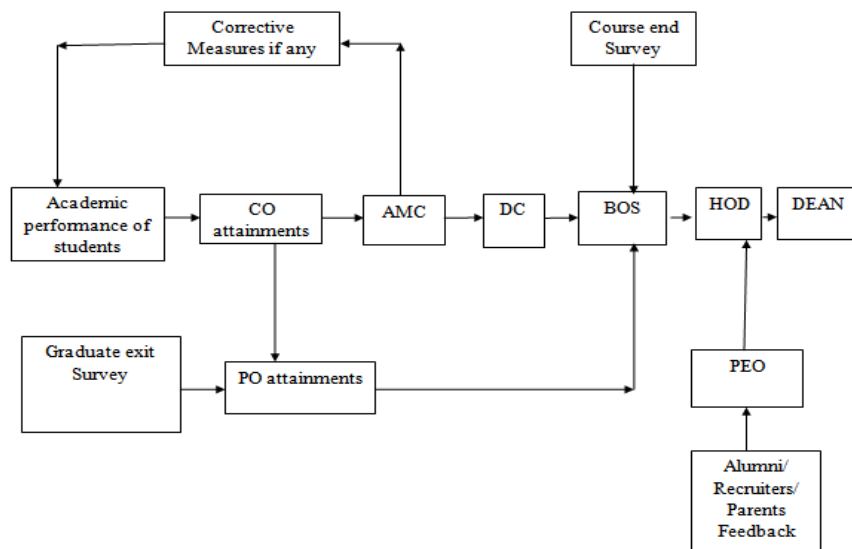 Corrective
Measures if any
Course end
Survey
Academic
performance of
students
CO
attainments
AMC
DC
BOS
HOD
DEAN
Graduate exit
Survey
PO attainments
PEO
Alumni/
Recruiters/
Parents
Feedback